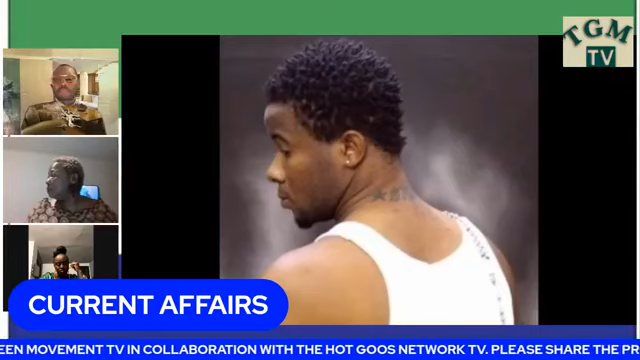 TGM
TV
CURRENT AFFAIRS
EEN MOVEMENT TV IN COLLABORATION WITH THE HOT GOOS NETWORK TV. PLEASE SHARE THE PR